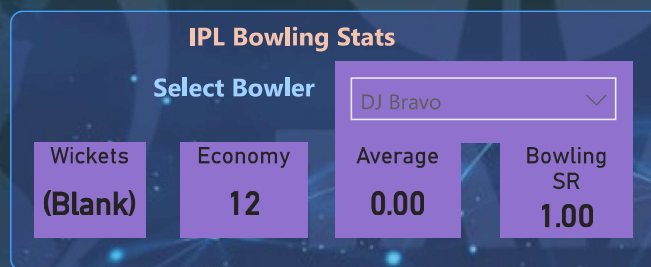 IPL Bowling Stats
Select Bowler
DJ Bravo
Wickets
(Blank)
Economy
12
Average
0.00
Bowling
SR
1.00